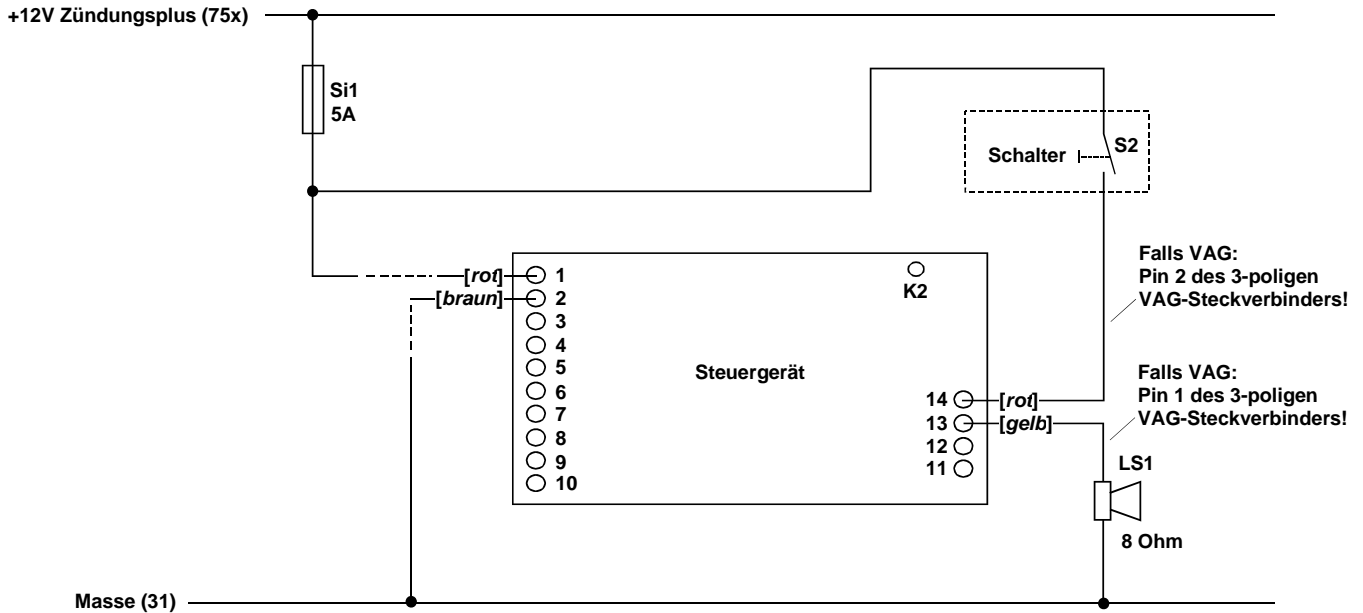 +12V Zündungsplus (75x)
Si1
5A
Schalter
S2
Falls VAG:
Pin 2 des 3-poligen
VAG-Steckverbinders!
[rot]
1
[braun]
2
3
4
5
6
7
8
9
10
K2
Steuergerät
14
[rot]
13
[gelb]
12
11
Falls VAG:
Pin 1 des 3-poligen
VAG-Steckverbinders!
LS1
8 Ohm
Masse (31)